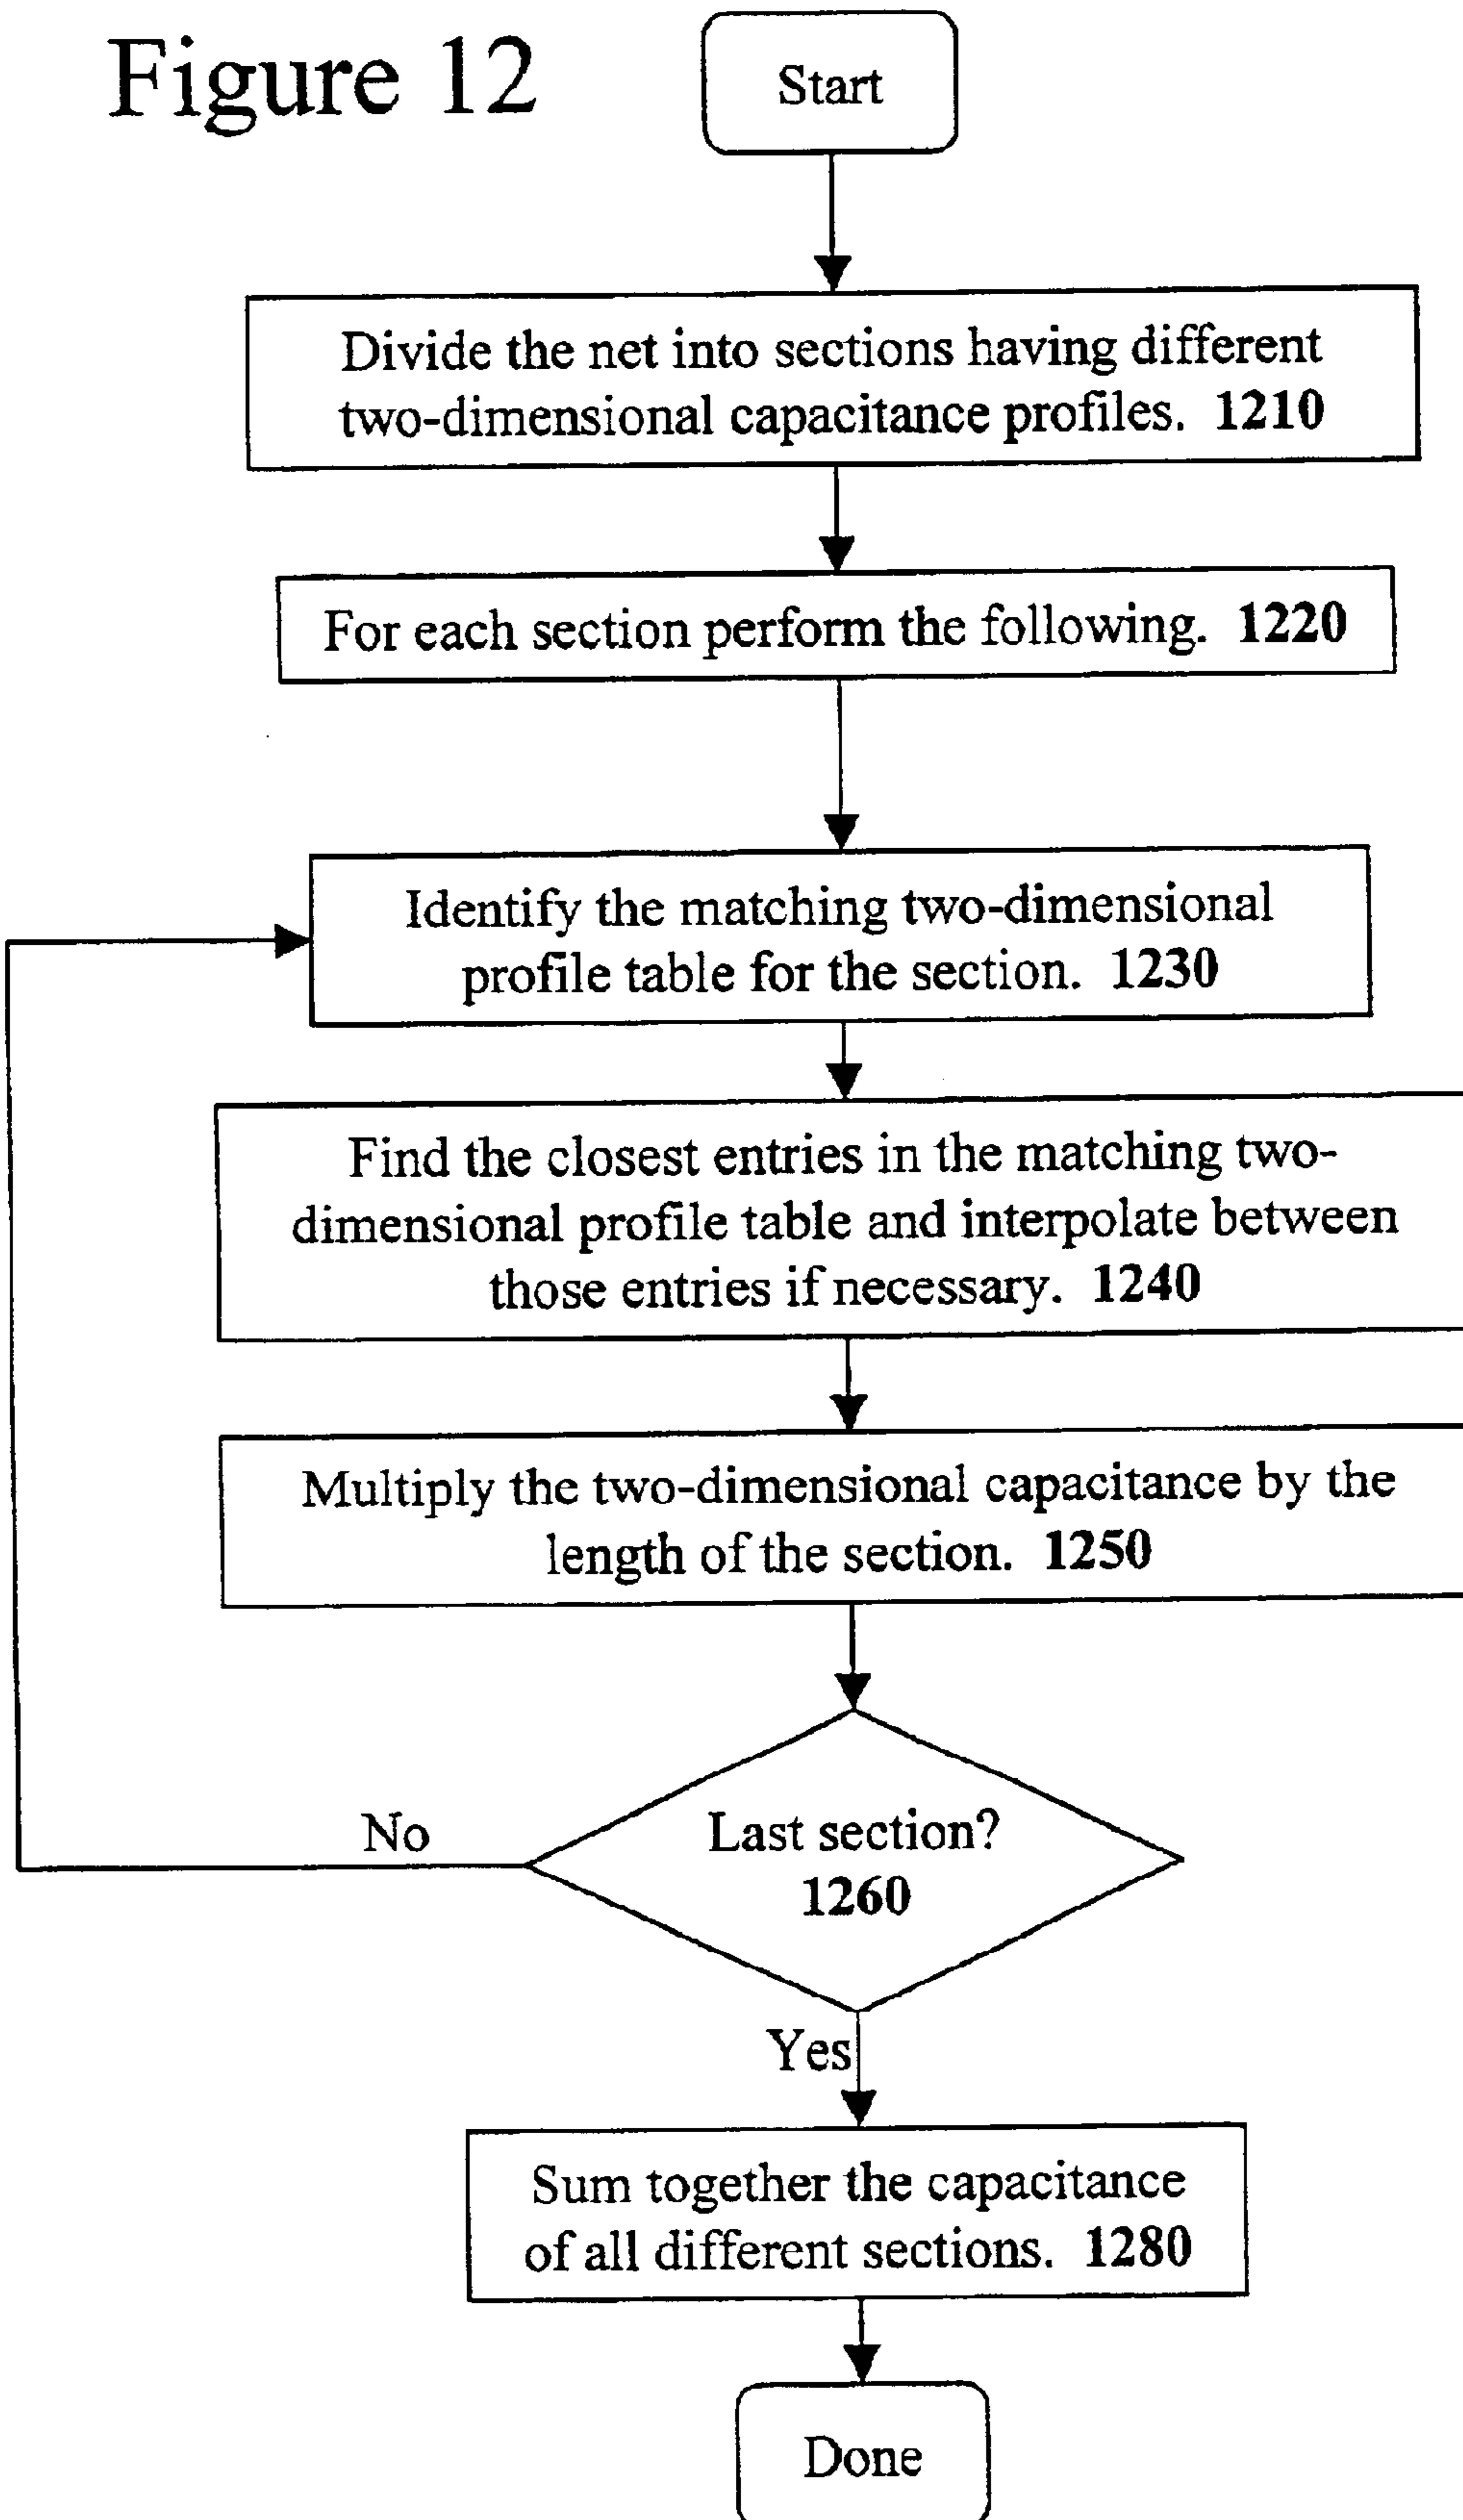 Figure 12
Start
Divide the net into sections having different
two-dimensional capacitance profiles. 1210
For each section perform the following. 1220
Identify the matching two-dimensional
profile table for the section. 1230
Find the closest entries in the matching two-
dimensional profile table and interpolate between
those entries if necessary. 1240
Multiply the two-dimensional capacitance by the
length of the section. 1250
Last section?
1260
No
Yes
Sum together the capacitance
of all different sections. 1280
Done